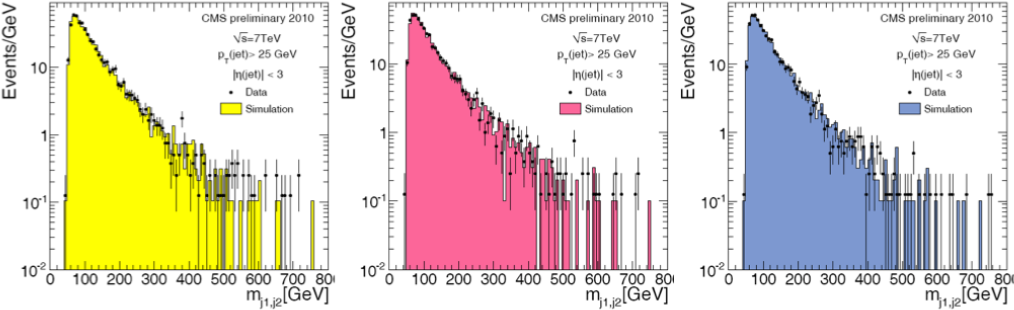 Events/GeV
CMS preliminary 2010
√s=7TeV
p_T(jet)> 25 GeV
|η(jet)| < 3
Data
Simulation
10
1
10⁻¹
10⁻²
0 100 200 300 400 500 600 700 800
m_j1,j2[GeV]
Events/GeV
CMS preliminary 2010
√s=7TeV
p_T(jet)> 25 GeV
|η(jet)| < 3
Data
Simulation
10
1
10⁻¹
10⁻²
0 100 200 300 400 500 600 700 800
m_j1,j2[GeV]
Events/GeV
CMS preliminary 2010
√s=7TeV
p_T(jet)> 25 GeV
|η(jet)| < 3
Data
Simulation
10
1
10⁻¹
10⁻²
0 100 200 300 400 500 600 700 800
m_j1,j2[GeV]